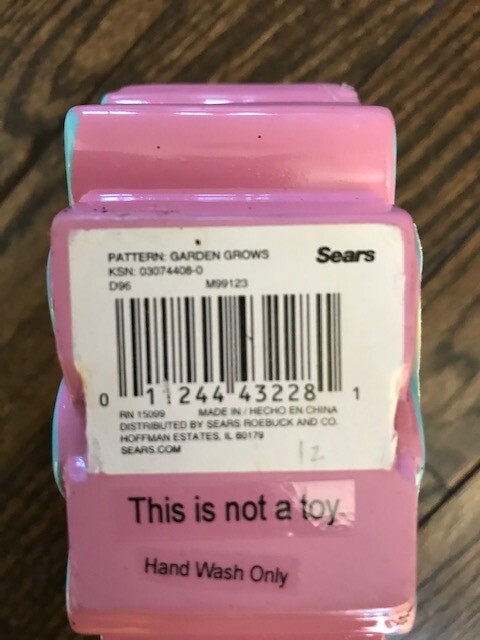 PATTERN: GARDEN GROWS Sears
KSN: 03074408-0
D96 M99123
0 11244 43228 1
RN 15099 MADE IN / HECHO EN CHINA
DISTRIBUTED BY SEARS ROEBUCK AND CO.
HOFFMAN ESTATES, IL 60179
SEARS.COM
12
This is not a toy
Hand Wash Only